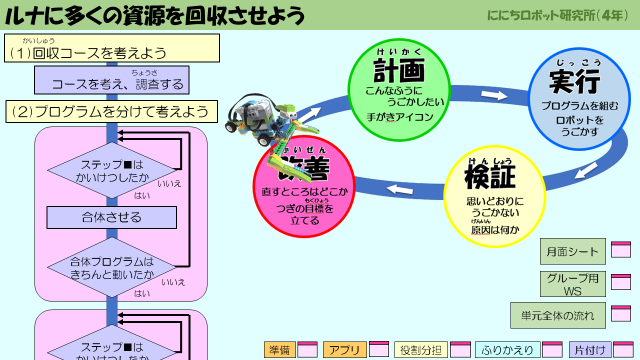 ルナに多くの資源を回収させよう
ににちロボット研究所(4年)
かいしゅう
(1)回収コースを考えよう
ちょうさ
コースを考え、調査する
(2)プログラムを分けて考えよう
ステップ■は
かいけつしたか
いいえ
はい
合体させる
合体プログラムは
きちんと動いたか
いいえ
はい
ステップ■は
かいけつしたか
けいかく
計画
こんなふうに
うごかしたい
手がきアイコン
じっこう
実行
プログラムを組む
ロボットを
うごかす
けんしょう
検証
思いどおりに
うごかない
げんいん
原因は何か
かいぜん
改善
直すところはどこか
もくひょう
つぎの目標を
立てる
月面シート
グループ用
WS
単元全体の流れ
準備
アプリ
役割分担
ふりかえり
片付け